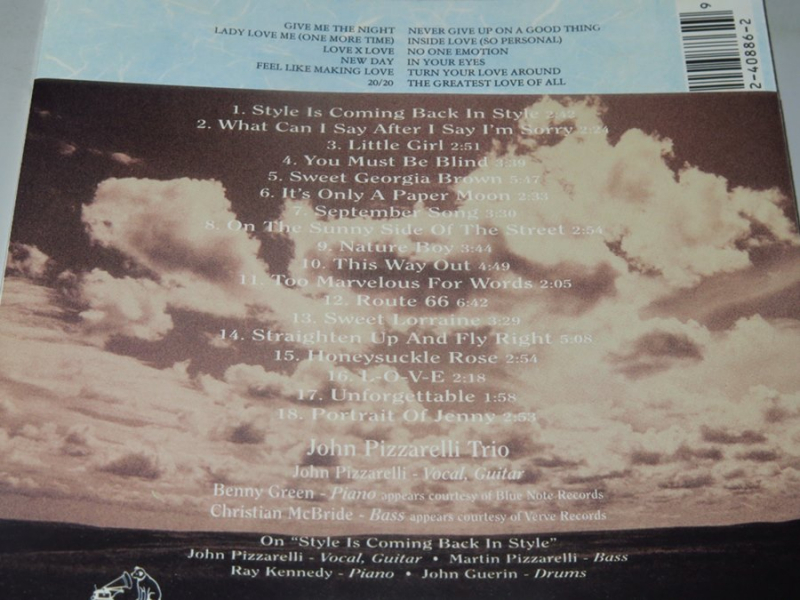 GIVE ME THE NIGHT
LADY LOVE ME (ONE MORE TIME)
LOVE X LOVE
NEW DAY
FEEL LIKE MAKING LOVE
20/20
NEVER GIVE UP ON A GOOD THING
INSIDE LOVE (SO PERSONAL)
NO ONE EMOTION
IN YOUR EYES
TURN YOUR LOVE AROUND
THE GREATEST LOVE OF ALL
9
2-40886-2
1. Style Is Coming Back In Style 2:42
2. What Can I Say After I Say I'm Sorry 2:24
3. Little Girl 2:51
4. You Must Be Blind 3:39
5. Sweet Georgia Brown 5:47
6. It's Only A Paper Moon 2:33
7. September Song 3:30
8. On The Sunny Side Of The Street 2:54
9. Nature Boy 3:44
10. This Way Out 4:49
11. Too Marvelous For Words 2:05
12. Route 66 6:42
13. Sweet Lorraine 3:29
14. Straighten Up And Fly Right 5:08
15. Honeysuckle Rose 2:54
16. L-O-V-E 2:18
17. Unforgettable 1:58
18. Portrait Of Jenny 2:53
John Pizzarelli Trio
John Pizzarelli - Vocal, Guitar
Benny Green - Piano appears courtesy of Blue Note Records
Christian McBride - Bass appears courtesy of Verve Records
On "Style Is Coming Back In Style"
John Pizzarelli - Vocal, Guitar • Martin Pizzarelli - Bass
Ray Kennedy - Piano • John Guerin - Drums